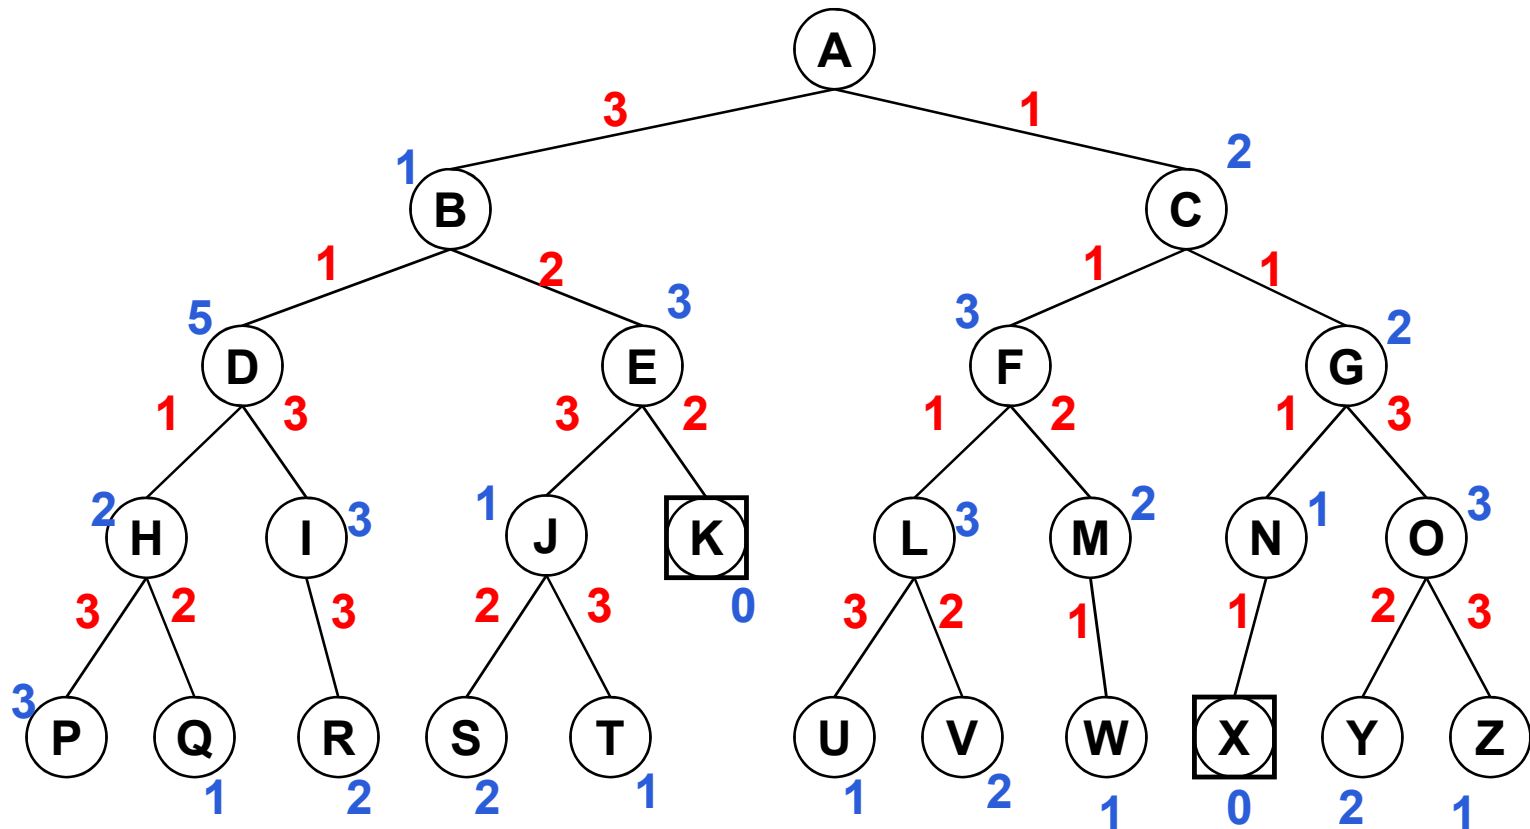 A
3 1
1 2
B C
1 2 1 1
5 3 3 2
D E F G
1 3 3 2 1 2 1 3
2 3 1 3 2 1 3
H I J K L M N O
3 2 3 2 3 0 3 2 1 1 2 3
3
P Q R S T U V W X Y Z
1 2 2 1 1 2 1 0 2 1